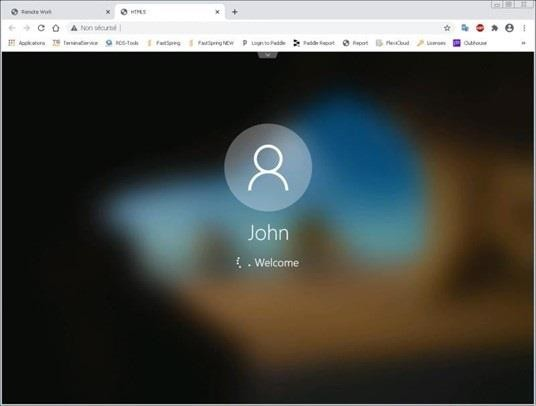 Remote Work
HTML5
Non sécurisé
Applications TerminalService RDS-Tools FastSpring FastSpring NEW Login to Paddle Paddle Report Report FlexiCloud Licenses Clubhouse »
John
Welcome